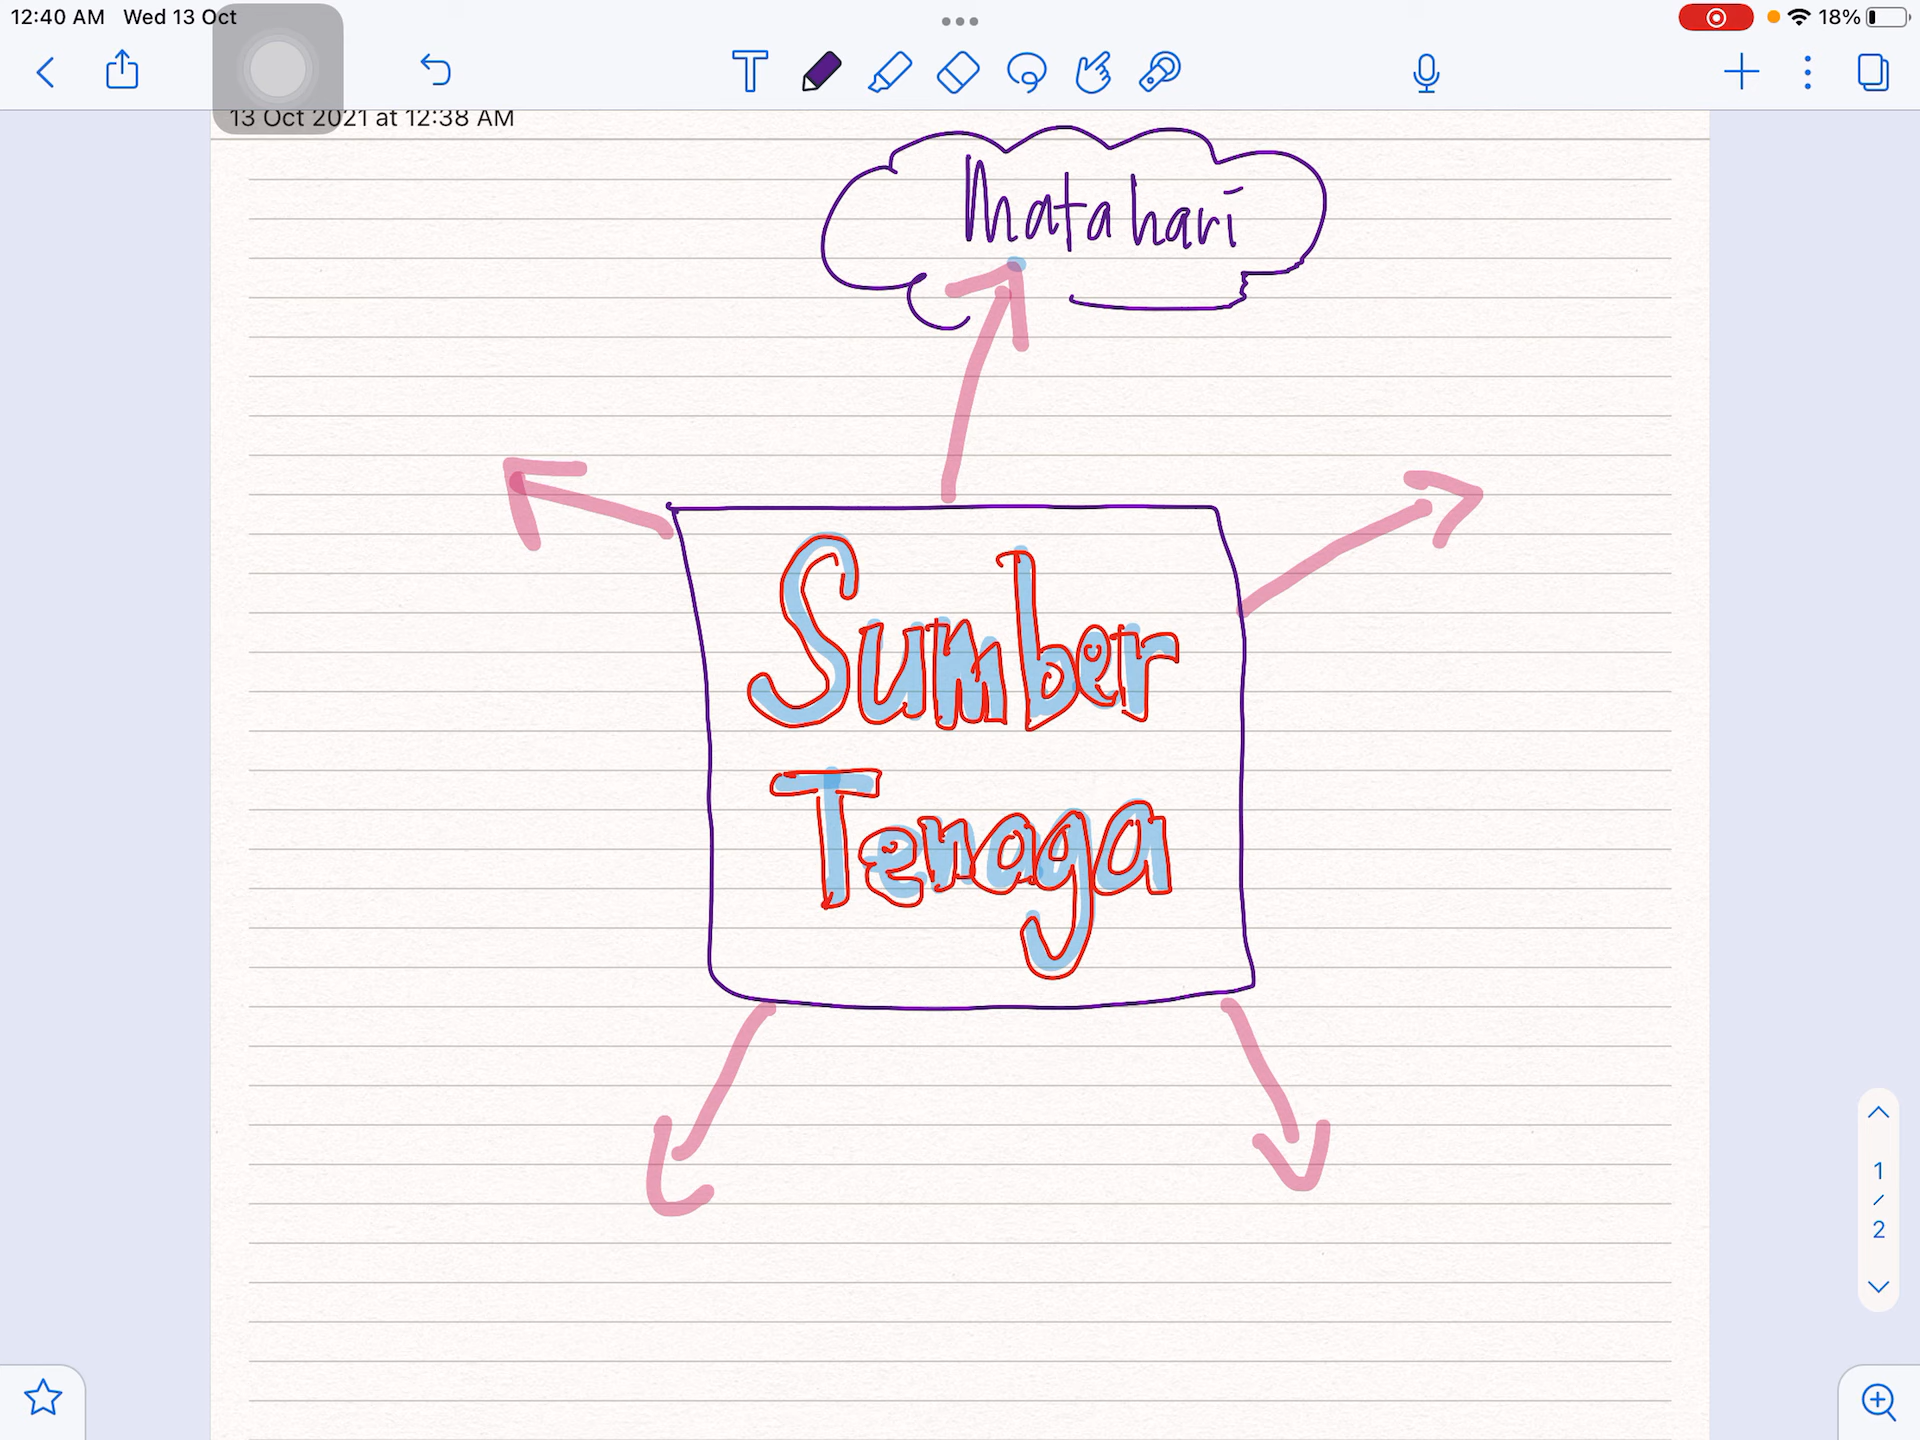 12:40 AM Wed 13 Oct
18%
13 Oct 2021 at 12:38 AM
Matahari
Sumber
Tenaga
1
/
2